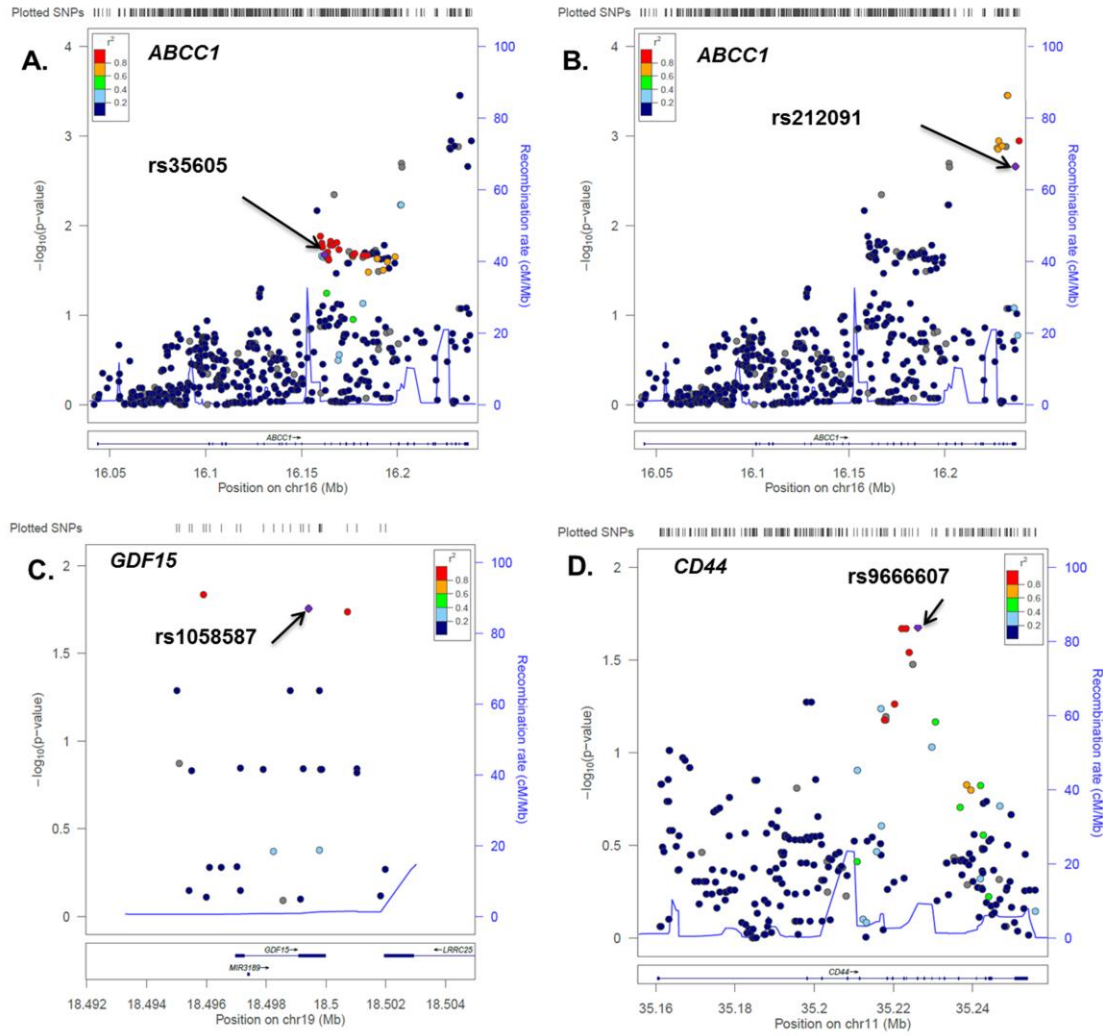 Plotted SNPs
A.
ABCC1
r²
0.8
0.6
0.4
0.2
rs35605
4
3
2
1
0
−log₁₀(p−value)
100
80
60
40
20
0
Recombination rate (cM/Mb)
ABCC1→
16.05 16.1 16.15 16.2
Position on chr16 (Mb)
Plotted SNPs
B.
ABCC1
r²
0.8
0.6
0.4
0.2
rs212091
4
3
2
1
0
−log₁₀(p−value)
100
80
60
40
20
0
Recombination rate (cM/Mb)
ABCC1→
16.05 16.1 16.15 16.2
Position on chr16 (Mb)
Plotted SNPs
C.
GDF15
r²
0.8
0.6
0.4
0.2
rs1058587
2
1.5
1
0.5
0
−log₁₀(p−value)
100
80
60
40
20
0
Recombination rate (cM/Mb)
GDF15→
←LRRC25
MIR3189→
18.492 18.494 18.496 18.498 18.5 18.502 18.504
Position on chr19 (Mb)
Plotted SNPs
D.
CD44
r²
0.8
0.6
0.4
0.2
rs9666607
2
1.5
1
0.5
0
−log₁₀(p−value)
100
80
60
40
20
0
Recombination rate (cM/Mb)
CD44→
35.16 35.18 35.2 35.22 35.24
Position on chr11 (Mb)